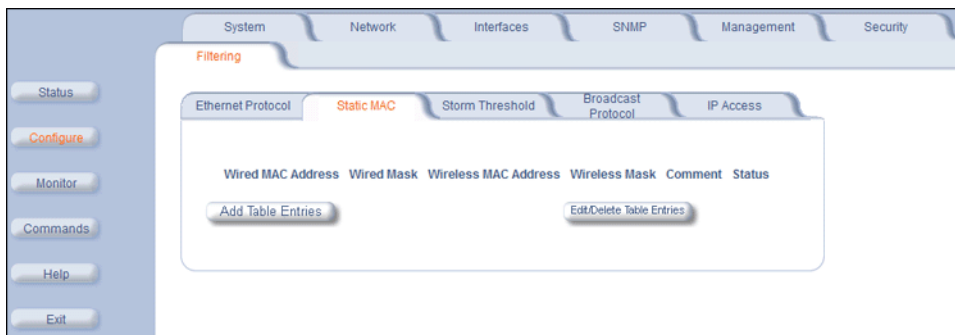 System Network Interfaces SNMP Management Security
Filtering
Status
Configure
Monitor
Commands
Help
Exit
Ethernet Protocol Static MAC Storm Threshold Broadcast Protocol IP Access
Wired MAC Address Wired Mask Wireless MAC Address Wireless Mask Comment Status
Add Table Entries Edit/Delete Table Entries